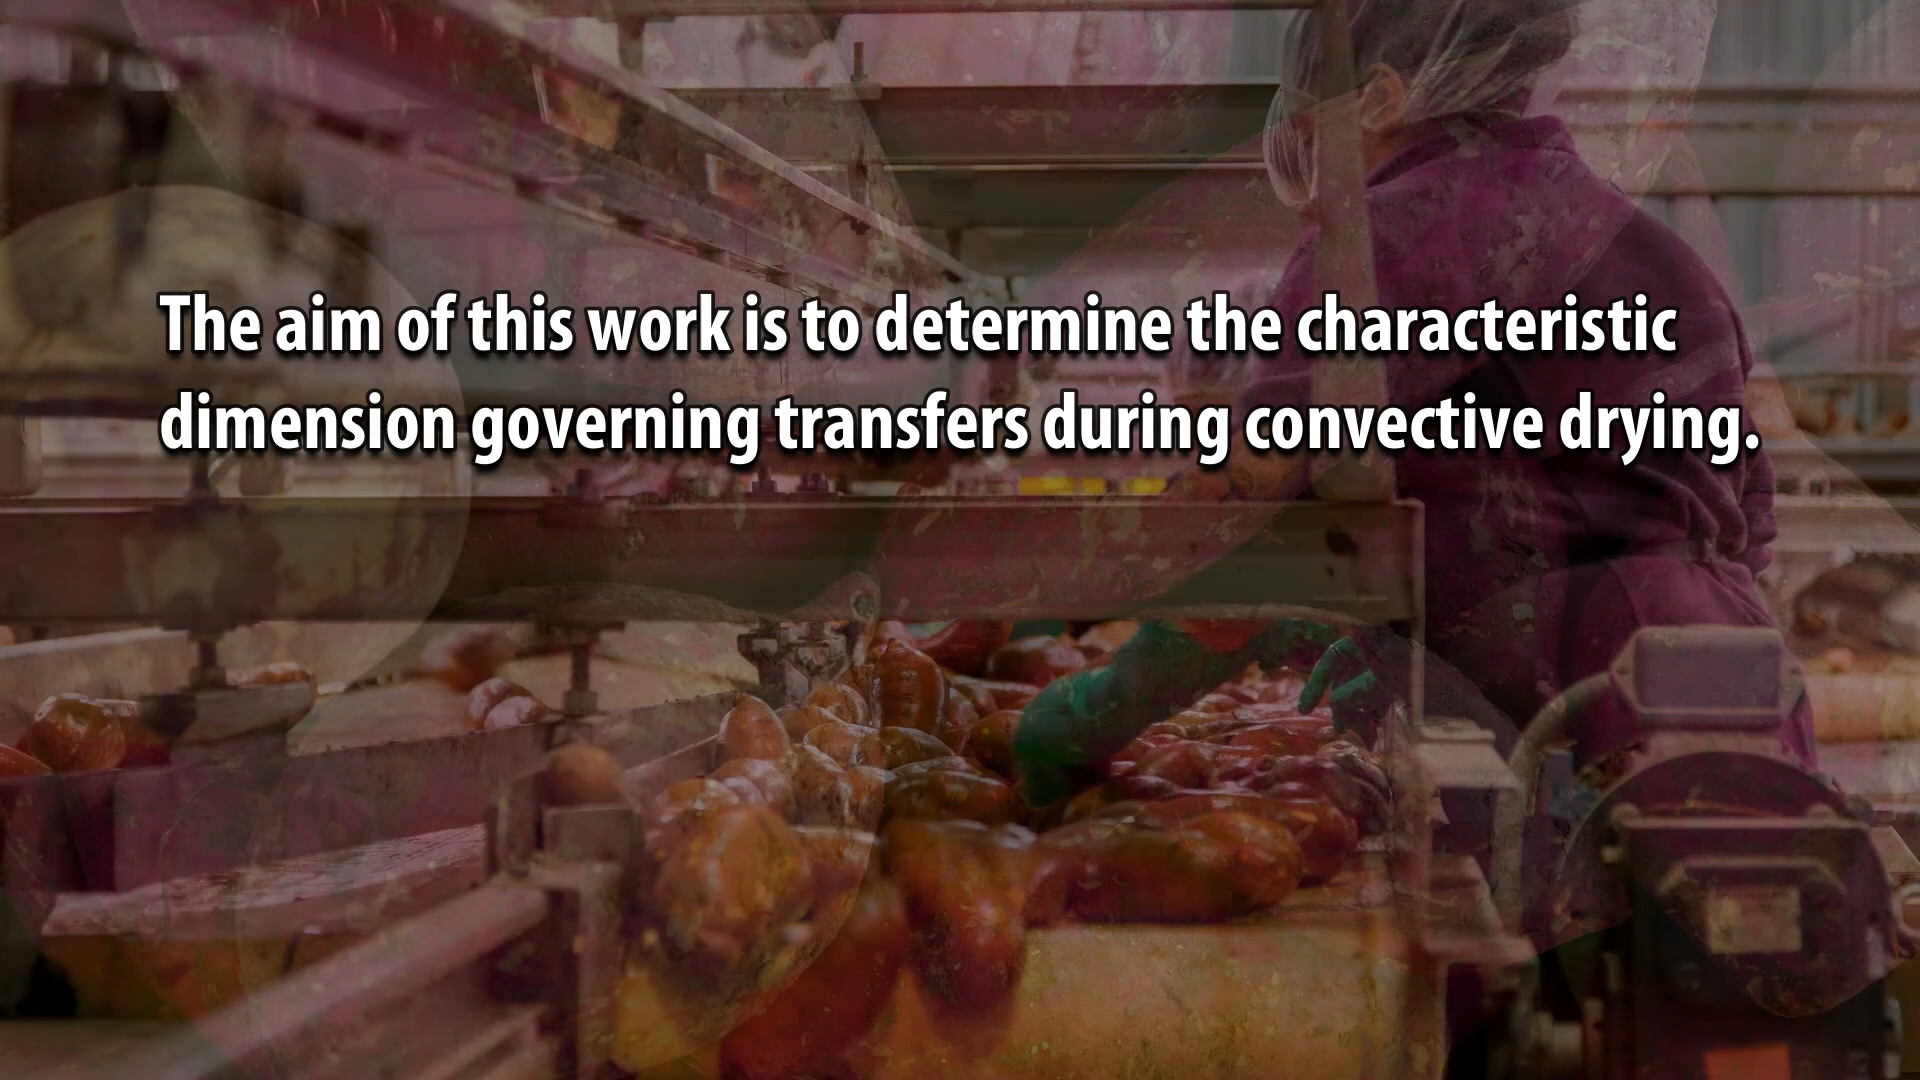 The aim of this work is to determine the characteristic
dimension governing transfers during convective drying.